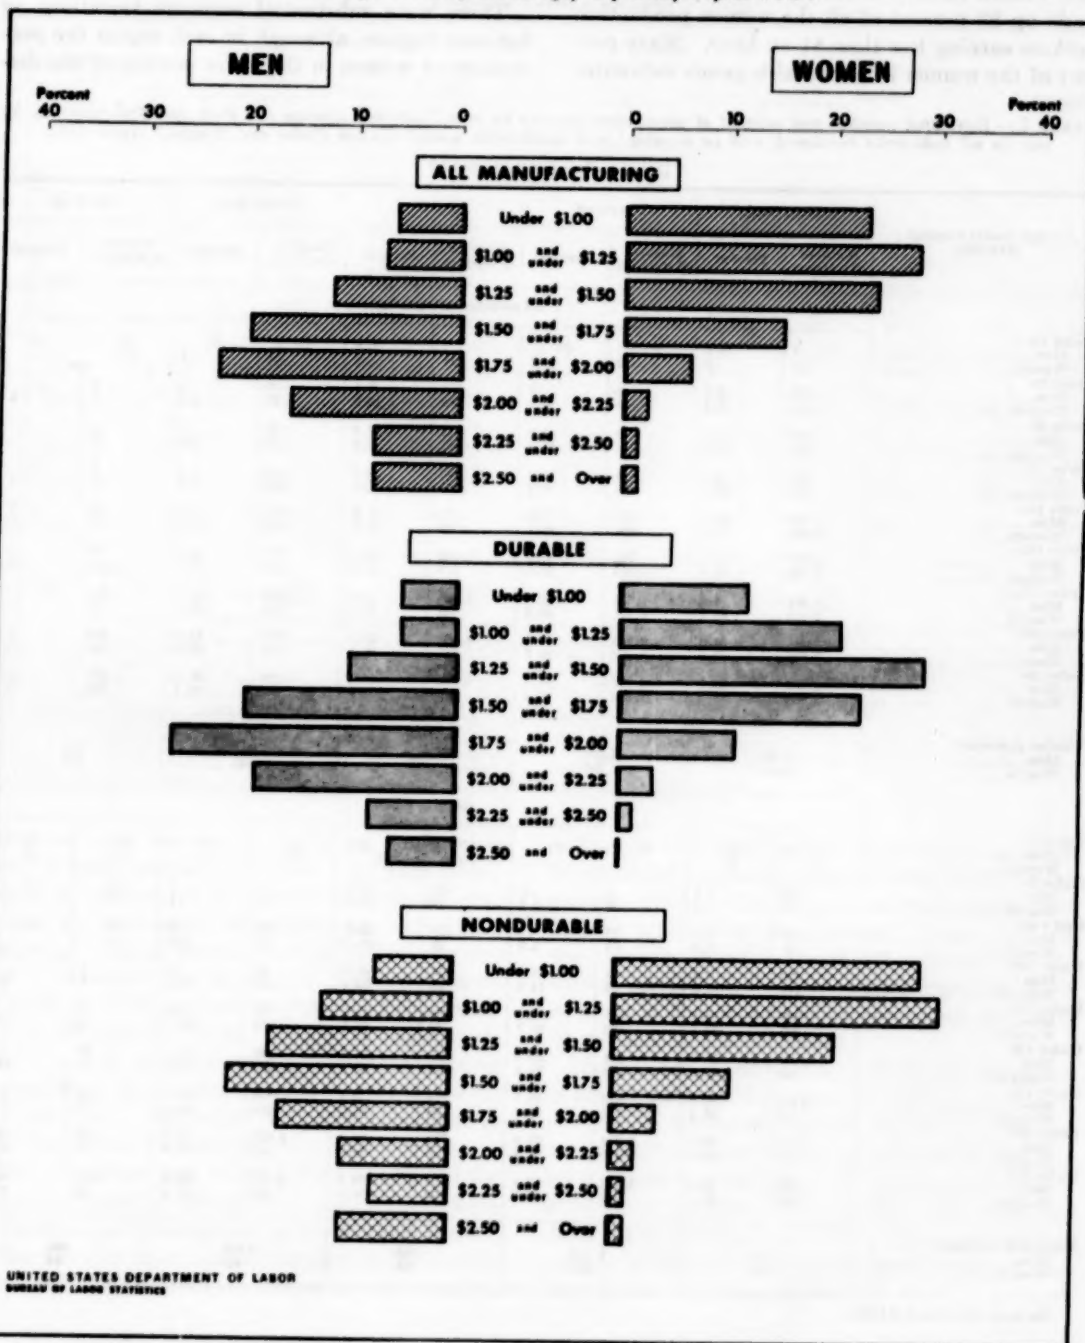 MEN WOMEN
Percent Percent
40 30 20 10 0 0 10 20 30 40
ALL MANUFACTURING
Under $1.00
$1.00 and under $1.25
$1.25 and under $1.50
$1.50 and under $1.75
$1.75 and under $2.00
$2.00 and under $2.25
$2.25 and under $2.50
$2.50 and Over
DURABLE
Under $1.00
$1.00 and under $1.25
$1.25 and under $1.50
$1.50 and under $1.75
$1.75 and under $2.00
$2.00 and under $2.25
$2.25 and under $2.50
$2.50 and Over
NONDURABLE
Under $1.00
$1.00 and under $1.25
$1.25 and under $1.50
$1.50 and under $1.75
$1.75 and under $2.00
$2.00 and under $2.25
$2.25 and under $2.50
$2.50 and Over
UNITED STATES DEPARTMENT OF LABOR
BUREAU OF LABOR STATISTICS